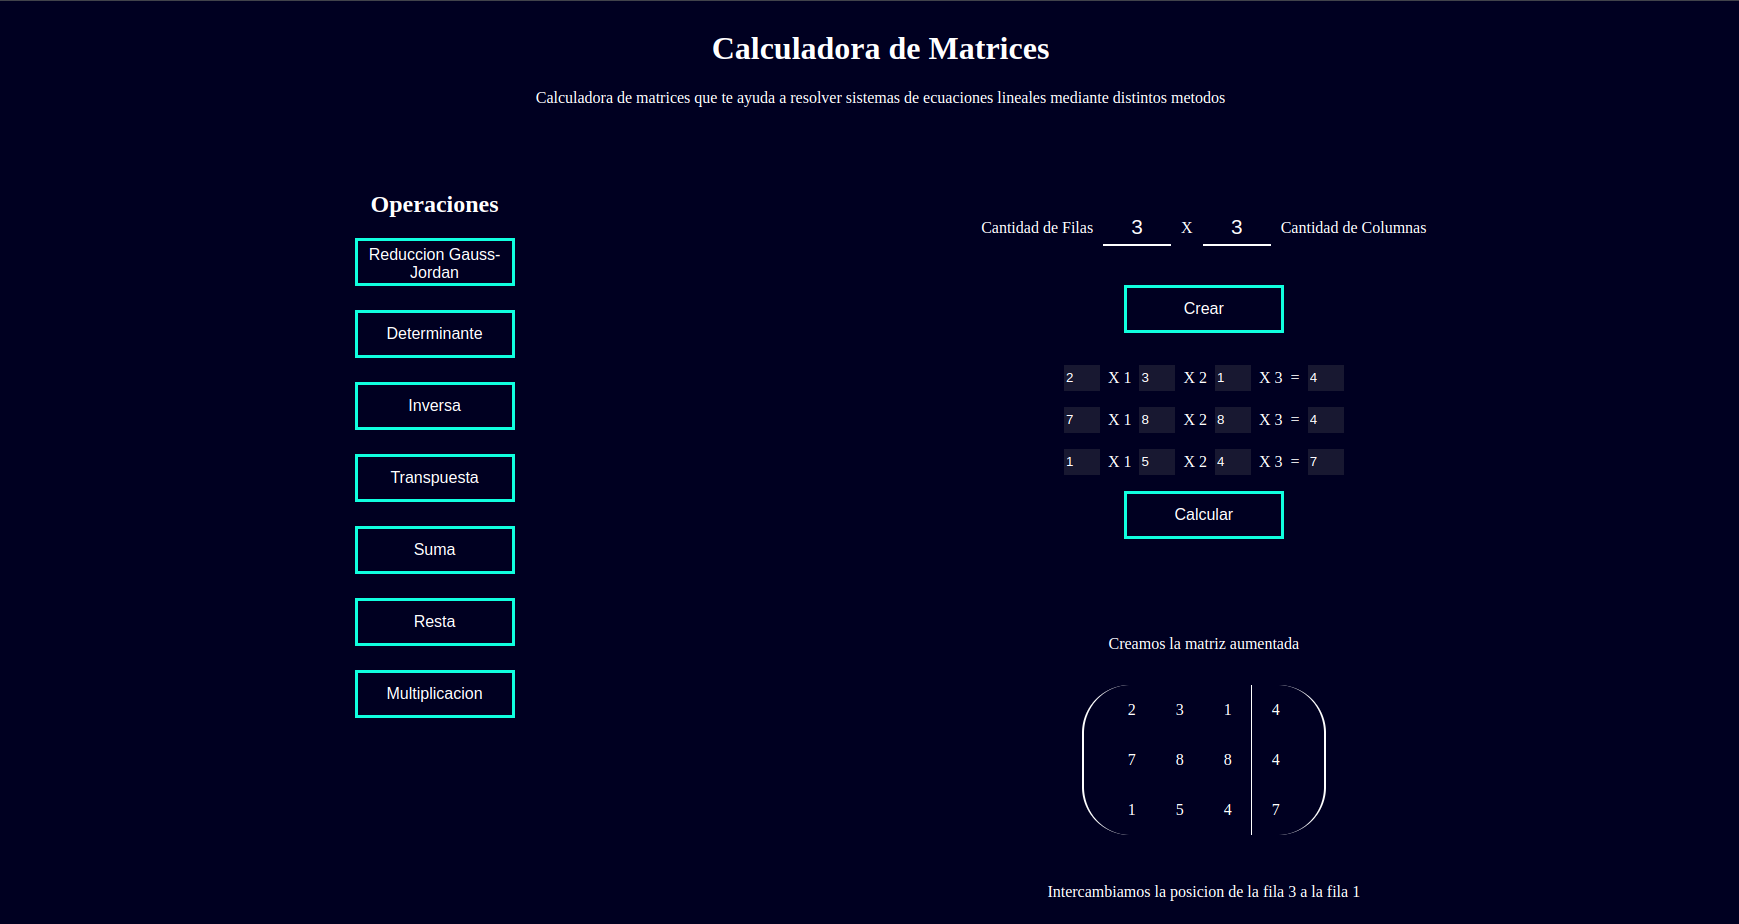 Calculadora de Matrices
Calculadora de matrices que te ayuda a resolver sistemas de ecuaciones lineales mediante distintos metodos
Operaciones
Reduccion Gauss-
Jordan
Determinante
Inversa
Transpuesta
Suma
Resta
Multiplicacion
Cantidad de Filas 3 X 3 Cantidad de Columnas
Crear
2 X 1 3 X 2 1 X 3 = 4
7 X 1 8 X 2 8 X 3 = 4
1 X 1 5 X 2 4 X 3 = 7
Calcular
Creamos la matriz aumentada
2 3 1 4
7 8 8 4
1 5 4 7
Intercambiamos la posicion de la fila 3 a la fila 1